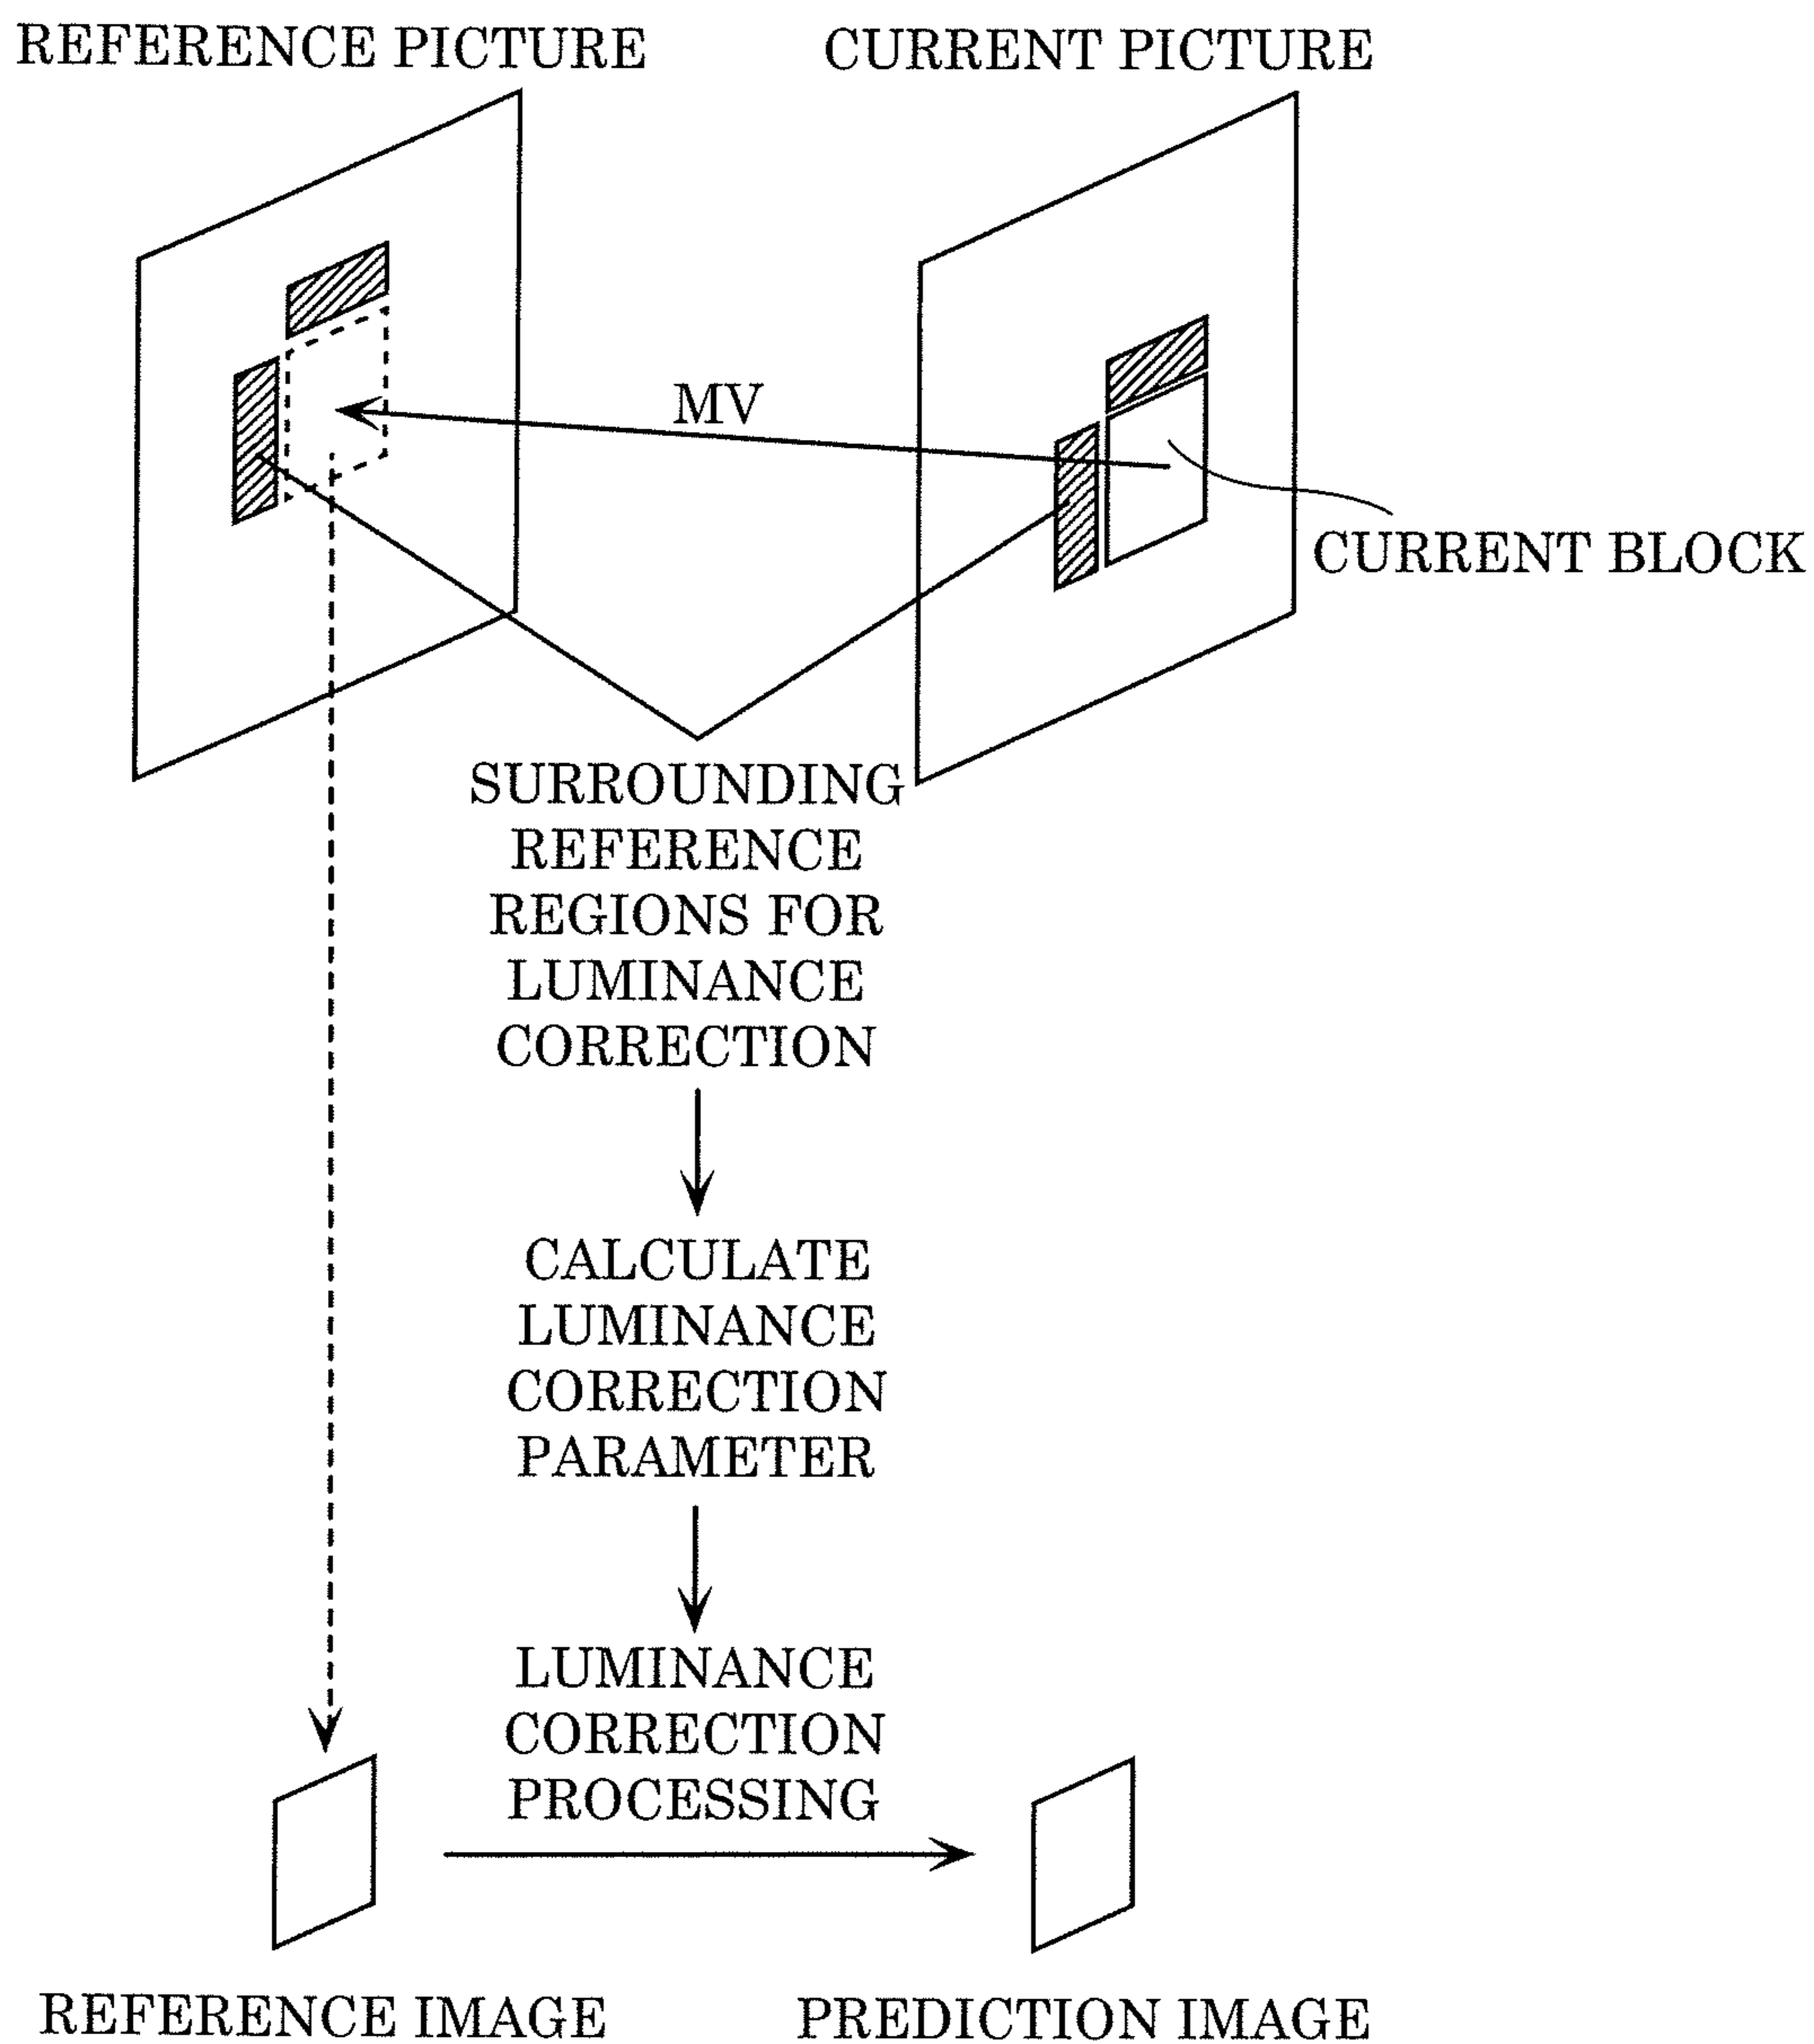 REFERENCE PICTURE
CURRENT PICTURE
MV
CURRENT BLOCK
SURROUNDING
REFERENCE
REGIONS FOR
LUMINANCE
CORRECTION
CALCULATE
LUMINANCE
CORRECTION
PARAMETER
LUMINANCE
CORRECTION
PROCESSING
REFERENCE IMAGE
PREDICTION IMAGE